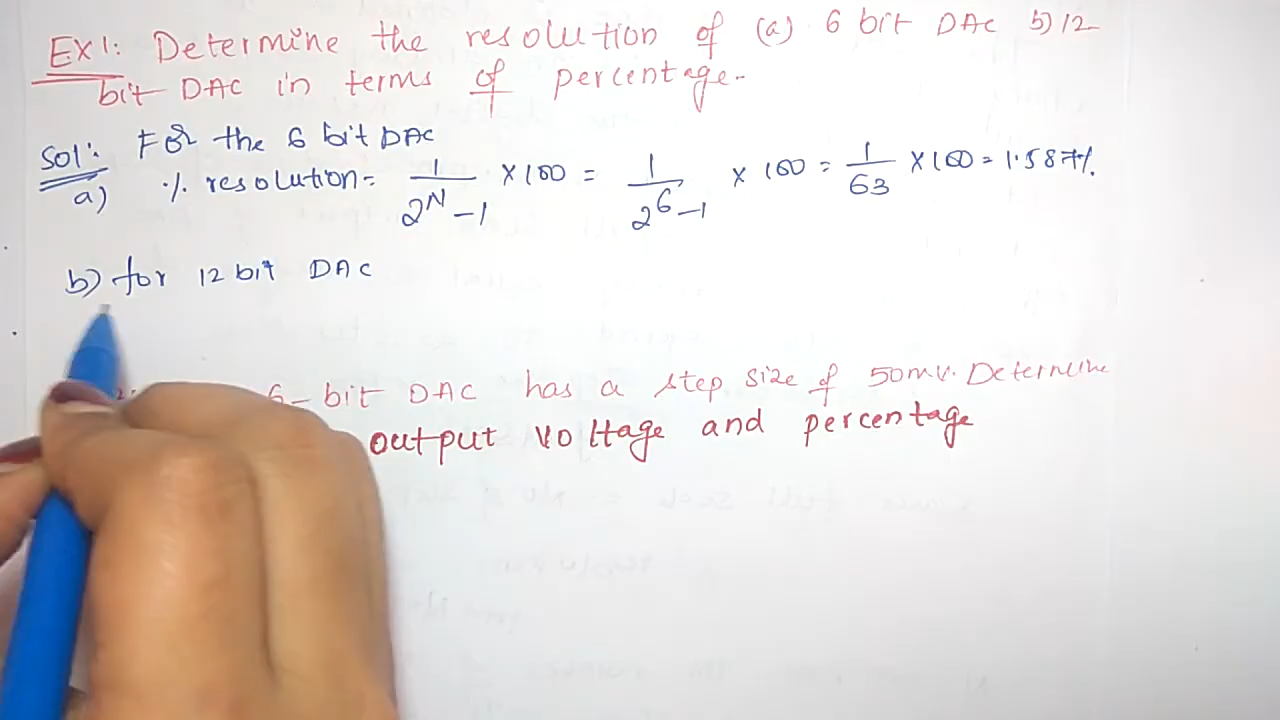 EX1: Determine the resolution of (a) 6 bit DAC b) 12
bit DAC in terms of percentage.
Sol: For the 6 bit DAC
a) % resolution = 1/2^N-1 × 100 = 1/2^6-1 × 100 = 1/63 × 100 = 1.587%.
b) for 12 bit DAC
6-bit DAC has a step size of 50mv. Determine
output voltage and percentage